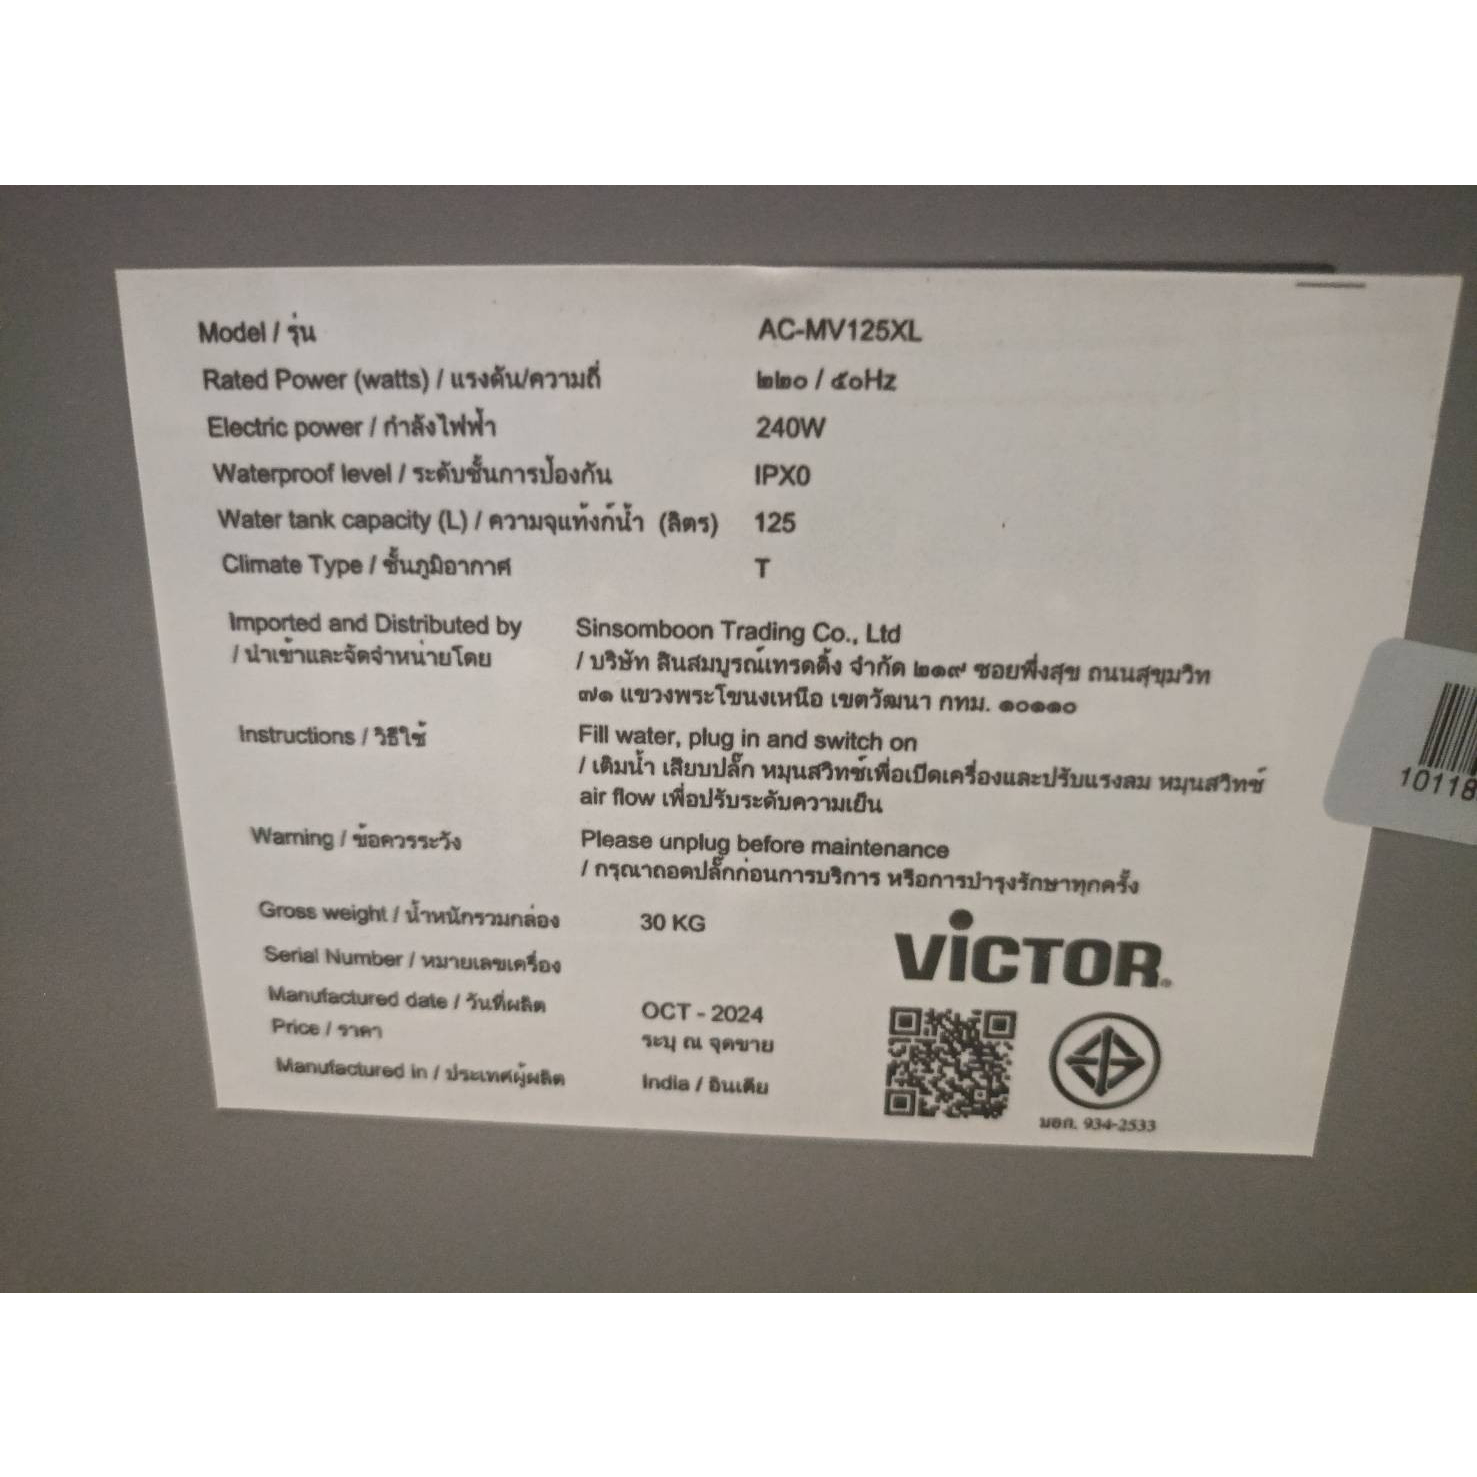 Model / รุ่น AC-MV125XL
Rated Power (watts) / แรงดัน/ความถี่ ๒๒๐ / ๕๐Hz
Electric power / กำลังไฟฟ้า 240W
Waterproof level / ระดับชั้นการป้องกัน IPX0
Water tank capacity (L) / ความจุแท้งก์น้ำ (ลิตร) 125
Climate Type / ชั้นภูมิอากาศ T
Imported and Distributed by Sinsomboon Trading Co., Ltd
/ นำเข้าและจัดจำหน่ายโดย / บริษัท สินสมบูรณ์เทรดดิ้ง จำกัด ๒๑๙ ซอยพึ่งสุข ถนนสุขุมวิท
๗๑ แขวงพระโขนงเหนือ เขตวัฒนา กทม. ๑๐๑๑๐
Instructions / วิธีใช้ Fill water, plug in and switch on
/ เติมน้ำ เสียบปลั๊ก หมุนสวิทช์เพื่อเปิดเครื่องและปรับแรงลม หมุนสวิทช์
air flow เพื่อปรับระดับความเย็น
Warning / ข้อควรระวัง Please unplug before maintenance
/ กรุณาถอดปลั๊กก่อนการบริการ หรือการบำรุงรักษาทุกครั้ง
Gross weight / น้ำหนักรวมกล่อง 30 KG
Serial Number / หมายเลขเครื่อง
Manufactured date / วันที่ผลิต OCT - 2024
Price / ราคา ระบุ ณ จุดขาย
Manufactured in / ประเทศผู้ผลิต India / อินเดีย
VICTOR®
มอก. 934-2533
10118